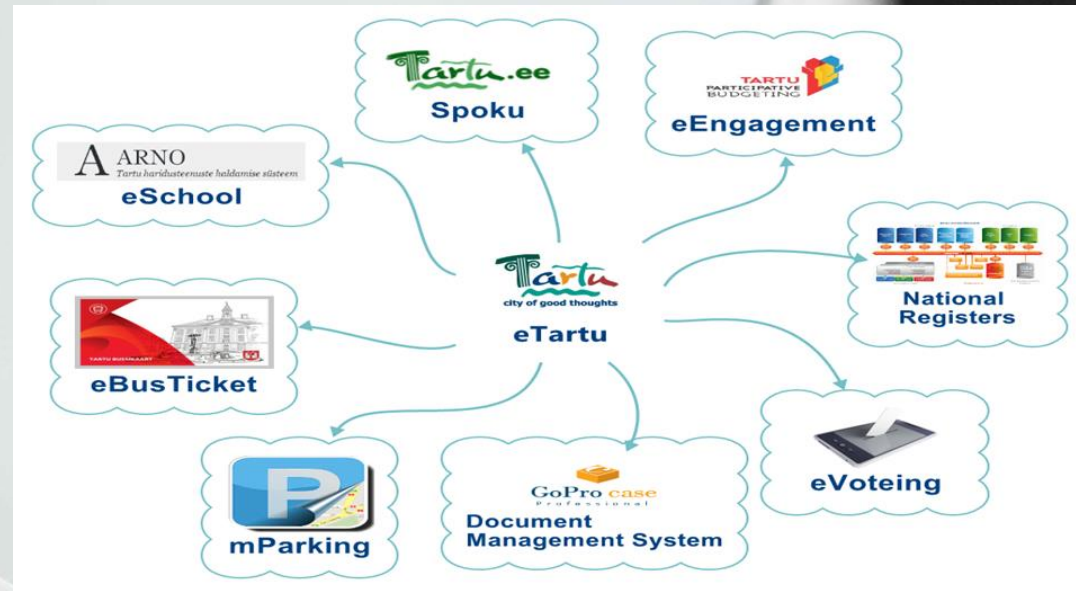 Tartu.ee
Spoku
TARTU
PARTICIPATIVE
BUDGETING
eEngagement
A ARNO
Tartu haridusteenuste haldamise süsteem
eSchool
Tartu
city of good thoughts
eTartu
National
Registers
TARTU BUSSIKAART
eBusTicket
eVoteing
P
mParking
GoPro case
Professional
Document
Management System